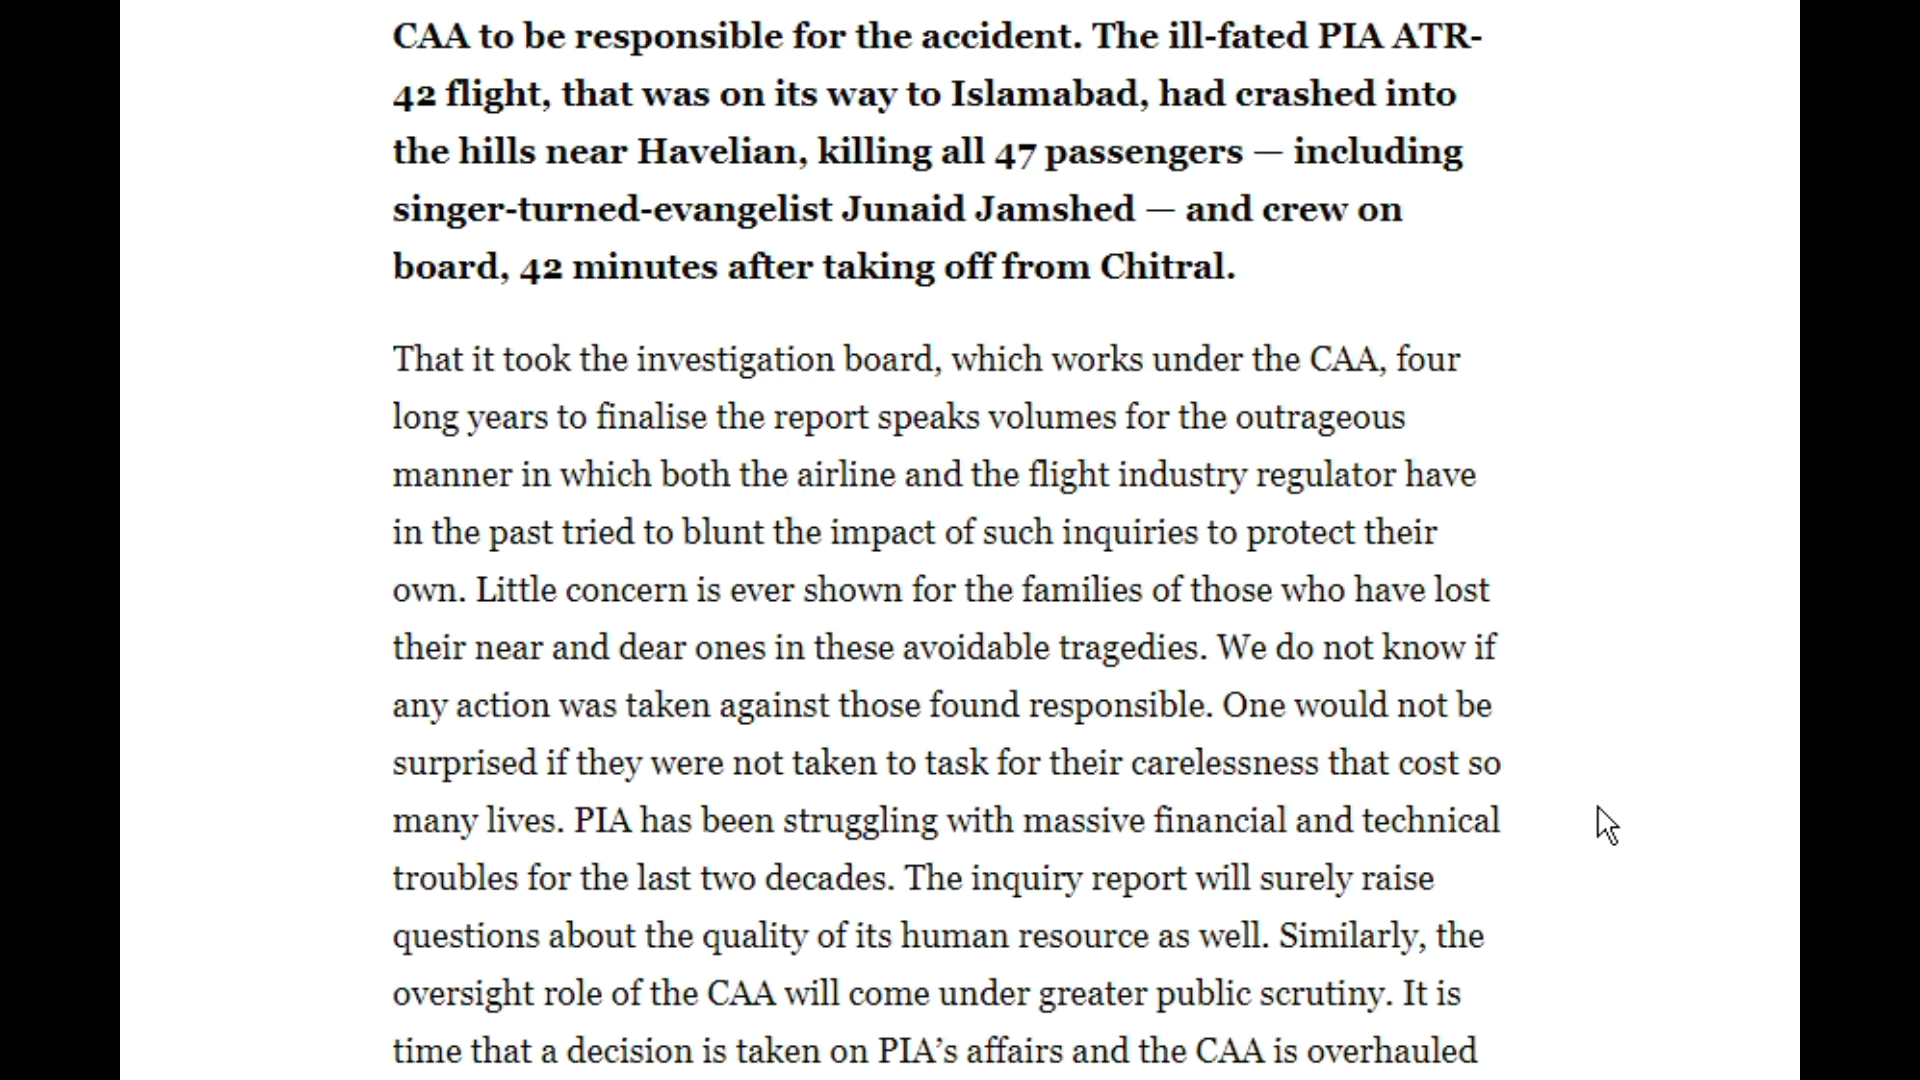 CAA to be responsible for the accident. The ill-fated PIA ATR-
42 flight, that was on its way to Islamabad, had crashed into
the hills near Havelian, killing all 47 passengers — including
singer-turned-evangelist Junaid Jamshed — and crew on
board, 42 minutes after taking off from Chitral.
That it took the investigation board, which works under the CAA, four
long years to finalise the report speaks volumes for the outrageous
manner in which both the airline and the flight industry regulator have
in the past tried to blunt the impact of such inquiries to protect their
own. Little concern is ever shown for the families of those who have lost
their near and dear ones in these avoidable tragedies. We do not know if
any action was taken against those found responsible. One would not be
surprised if they were not taken to task for their carelessness that cost so
many lives. PIA has been struggling with massive financial and technical
troubles for the last two decades. The inquiry report will surely raise
questions about the quality of its human resource as well. Similarly, the
oversight role of the CAA will come under greater public scrutiny. It is
time that a decision is taken on PIA’s affairs and the CAA is overhauled